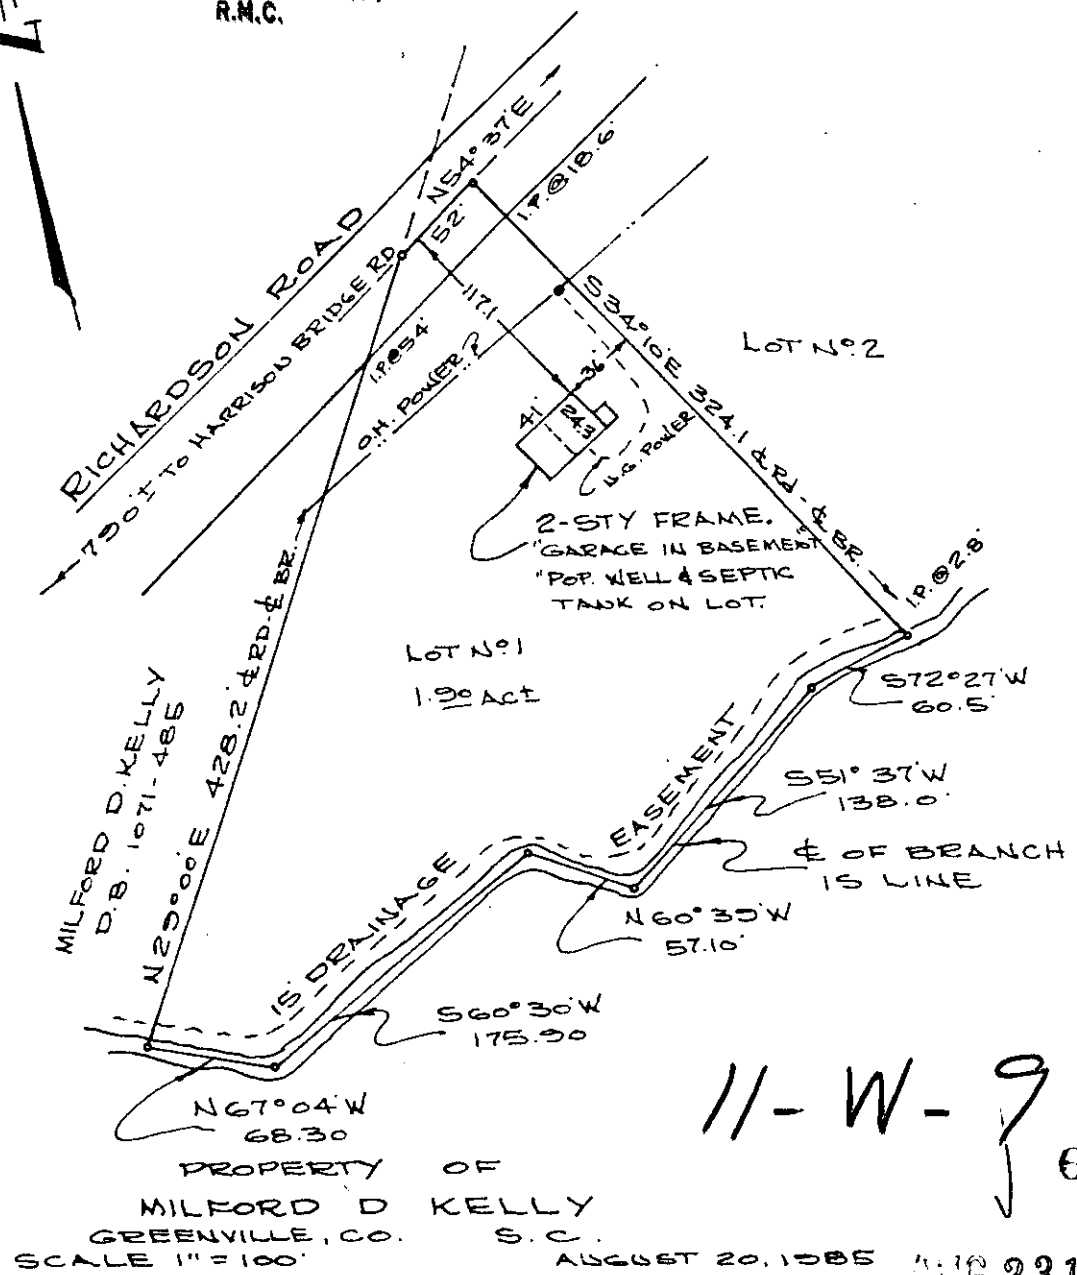 R.M.C.
N54°37'E
52'
I.P.@18.6'
RICHARDSON ROAD
790'± TO HARRISON BRIDGE RD
I.P.@54'
117.1
O.H. POWER
S34°10'E 324.1 ℄ Rd - ℄ BR.
LOT Nº 2
36'
41'
24.3
U.G. POWER
2-STY FRAME.
"GARAGE IN BASEMENT"
"POP. WELL & SEPTIC
TANK ON LOT.
I.P.@2.8
LOT Nº 1
1.90 AC±
N29°00'E 428.2 ℄ RD-℄ BR.
MILFORD D. KELLY
D.B. 1071-485
S72°27'W
60.5'
S51°37'W
138.0'
℄ OF BRANCH
IS LINE
15' DRAINAGE EASEMENT
N60°39'W
57.10'
S60°30'W
175.90
N67°04'W
68.30
11-W-9
PROPERTY OF
MILFORD D KELLY
GREENVILLE, CO. S.C.
SCALE 1"=100'
AUGUST 20, 1985